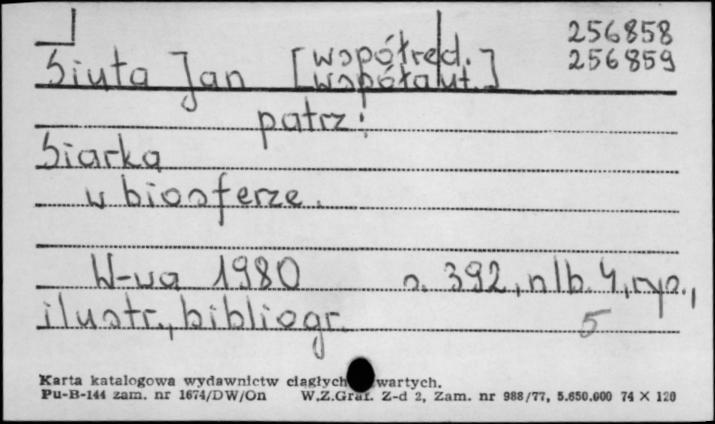 256858
256859
Siuta Jan [współred.
współaut.]
patrz:
Siarka
w biosferze.
W-wa 1980 s. 392, nlb. 4, rys.,
ilustr., bibliogr.
5
Karta katalogowa wydawnictw ciągłych wartych.
Pu-B-144 zam. nr 1674/DW/On W.Z.Graf. Z-d 2, Zam. nr 988/77, 5.650.000 74 X 120